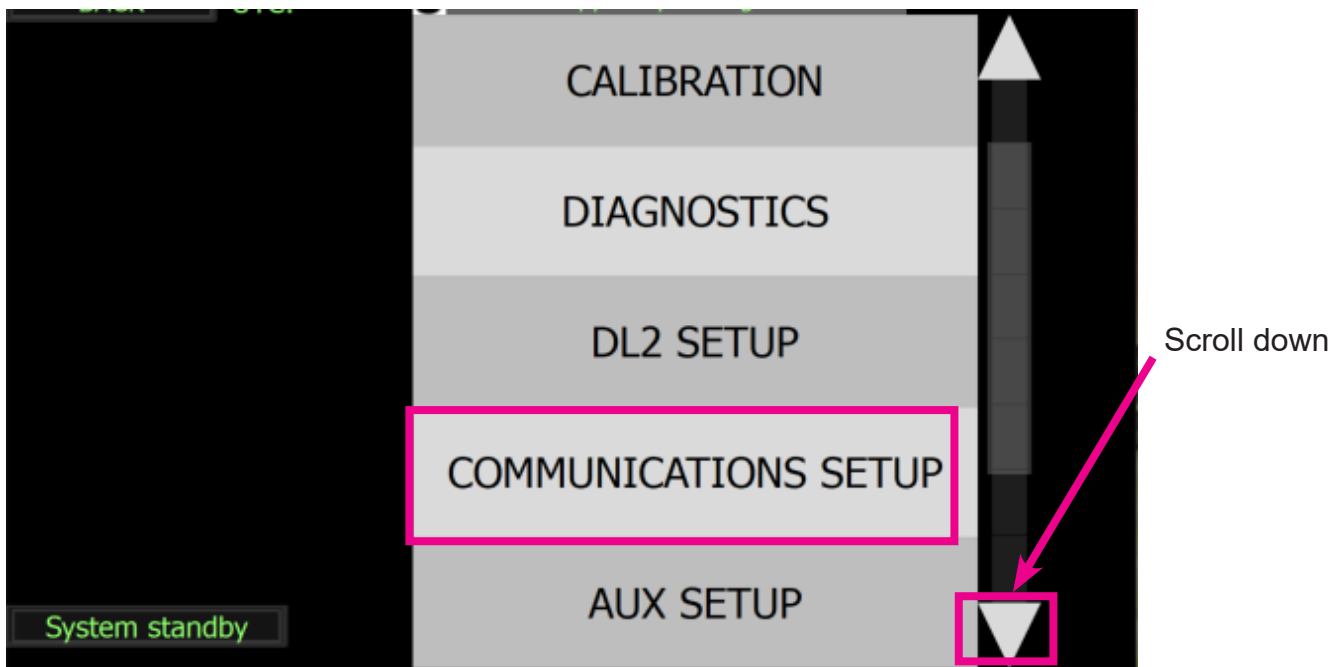 CALIBRATION
DIAGNOSTICS
DL2 SETUP
Scroll down
COMMUNICATIONS SETUP
AUX SETUP
System standby